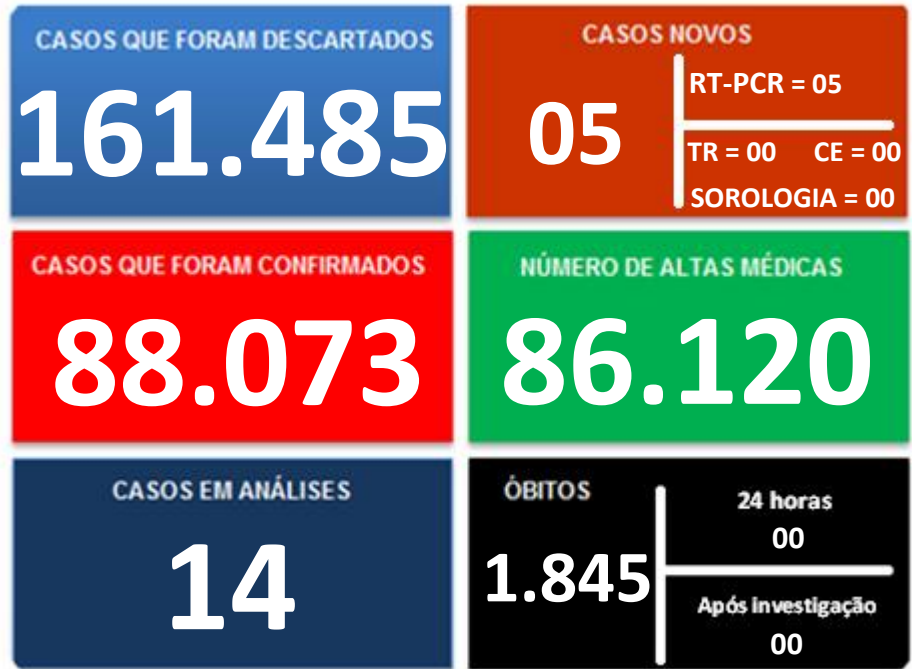 CASOS QUE FORAM DESCARTADOS
161.485
CASOS NOVOS
05
RT-PCR = 05
TR = 00 CE = 00
SOROLOGIA = 00
CASOS QUE FORAM CONFIRMADOS
88.073
NÚMERO DE ALTAS MÉDICAS
86.120
CASOS EM ANÁLISES
14
ÓBITOS
1.845
24 horas
00
Após investigação
00